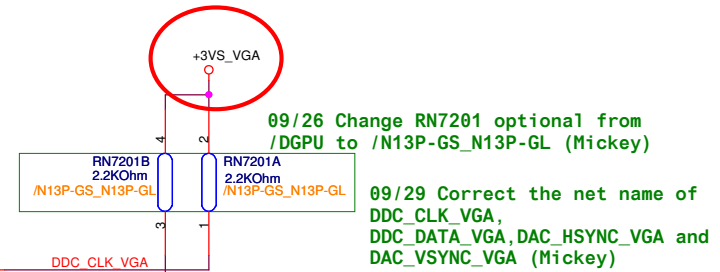 +3VS_VGA
09/26 Change RN7201 optional from
/DGPU to /N13P-GS_N13P-GL (Mickey)
4
2
RN7201B
2.2KOhm
/N13P-GS_N13P-GL
RN7201A
2.2KOhm
/N13P-GS_N13P-GL
3
1
09/29 Correct the net name of
DDC_CLK_VGA,
DDC_DATA_VGA,DAC_HSYNC_VGA and
DAC_VSYNC_VGA (Mickey)
DDC_CLK_VGA